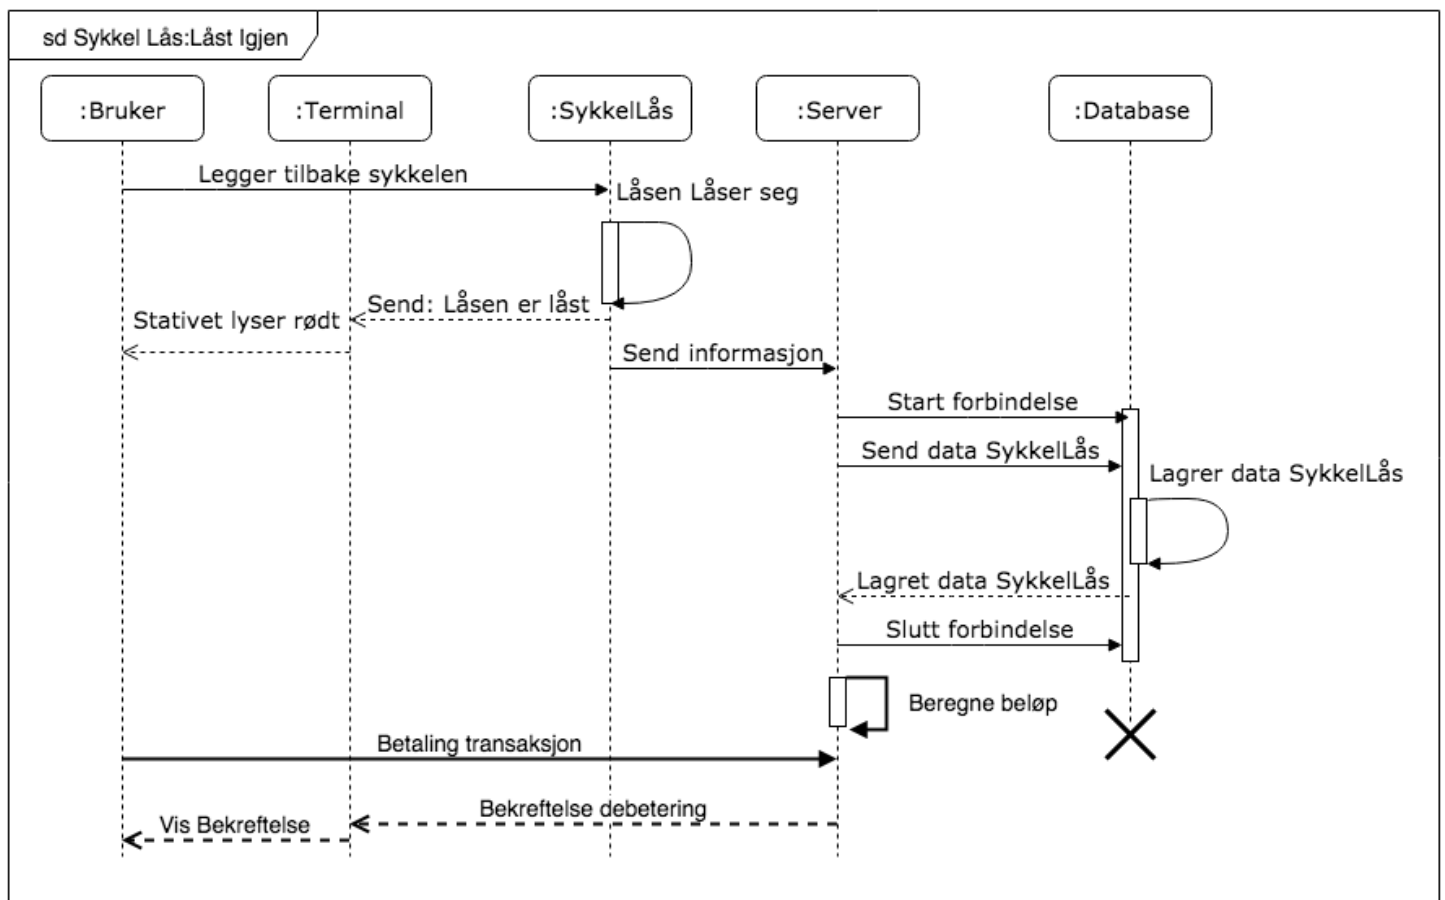 sd Sykkel Lås:Låst Igjen
:Bruker
:Terminal
:SykkelLås
:Server
:Database
Legger tilbake sykkelen
Låsen Låser seg
Send: Låsen er låst
Stativet lyser rødt
Send informasjon
Start forbindelse
Send data SykkelLås
Lagrer data SykkelLås
Lagret data SykkelLås
Slutt forbindelse
Beregne beløp
Betaling transaksjon
Bekreftelse debetering
Vis Bekreftelse